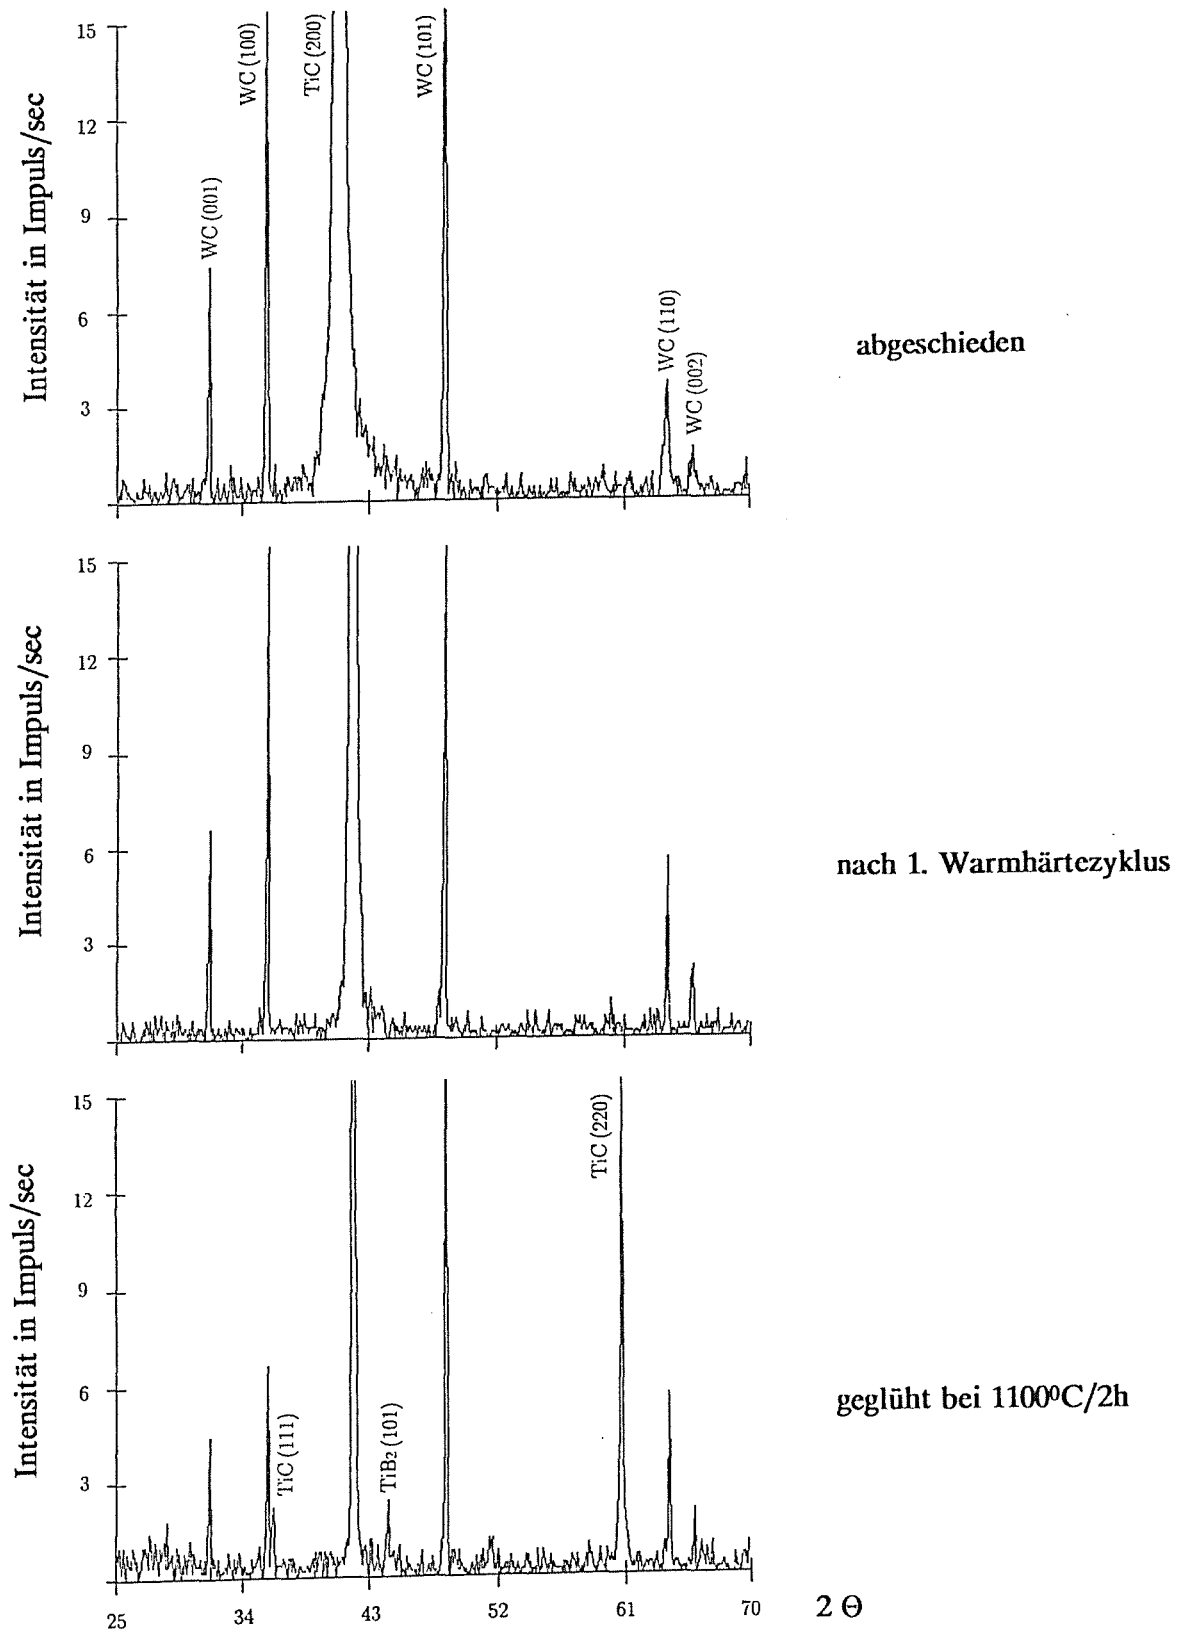 Intensität in Impuls/sec
15
12
9
6
3
WC (001)
WC (100)
TiC (200)
WC (101)
WC (110)
WC (002)
abgeschieden
Intensität in Impuls/sec
15
12
9
6
3
nach 1. Warmhärtezyklus
Intensität in Impuls/sec
15
12
9
6
3
TiC (111)
TiB2 (101)
TiC (220)
geglüht bei 1100⁰C/2h
25 34 43 52 61 70 2 Θ